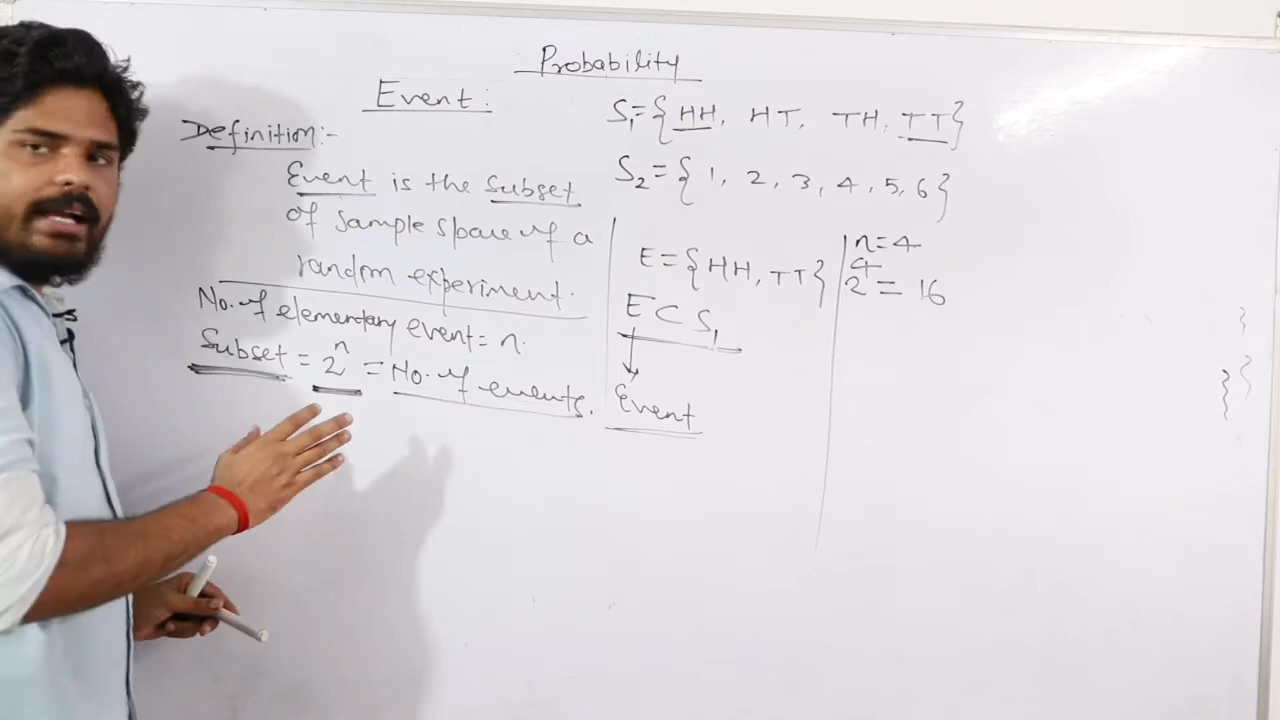 Probability
Event:
Definition:-
Event is the subset
of sample space of a
random experiment.
No. of elementary event = n.
Subset = 2ⁿ = No. of events.
S₁ = {HH, HT, TH, TT}
S₂ = {1, 2, 3, 4, 5, 6}
E = {HH, TT}
E ⊂ S₁
↓
Event
n = 4
2⁴ = 16
}
}
}